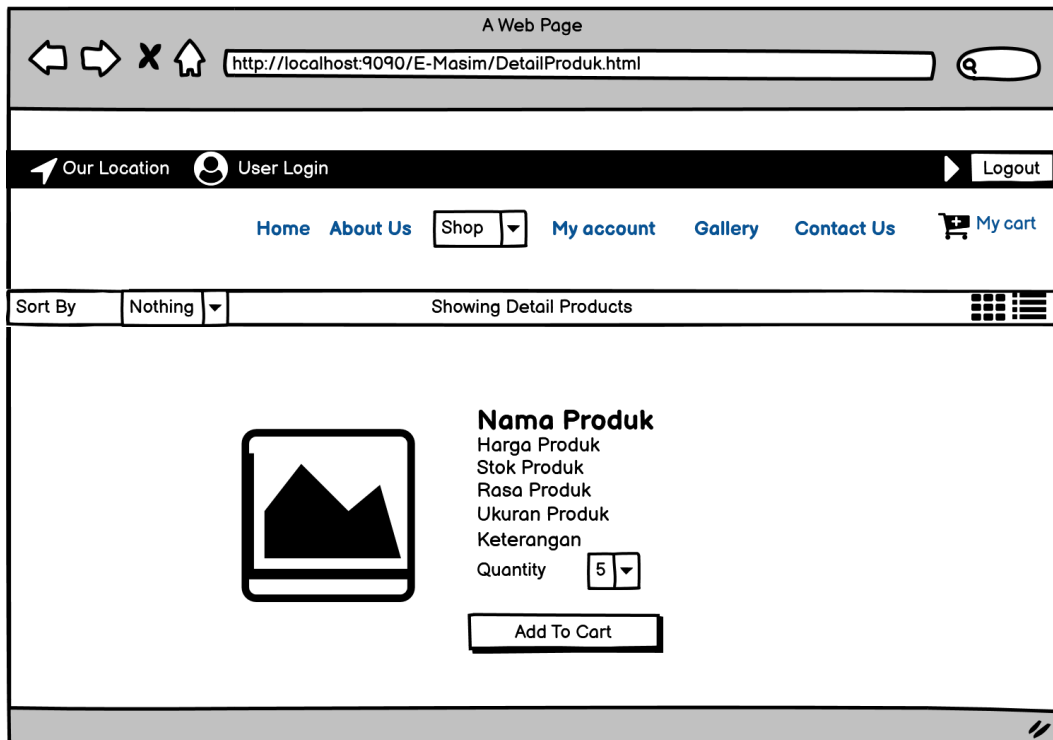 A Web Page
http://localhost:9090/E-Masim/DetailProduk.html
Our Location User Login Logout
Home About Us Shop My account Gallery Contact Us My cart
Sort By Nothing Showing Detail Products
Nama Produk
Harga Produk
Stok Produk
Rasa Produk
Ukuran Produk
Keterangan
Quantity 5
Add To Cart